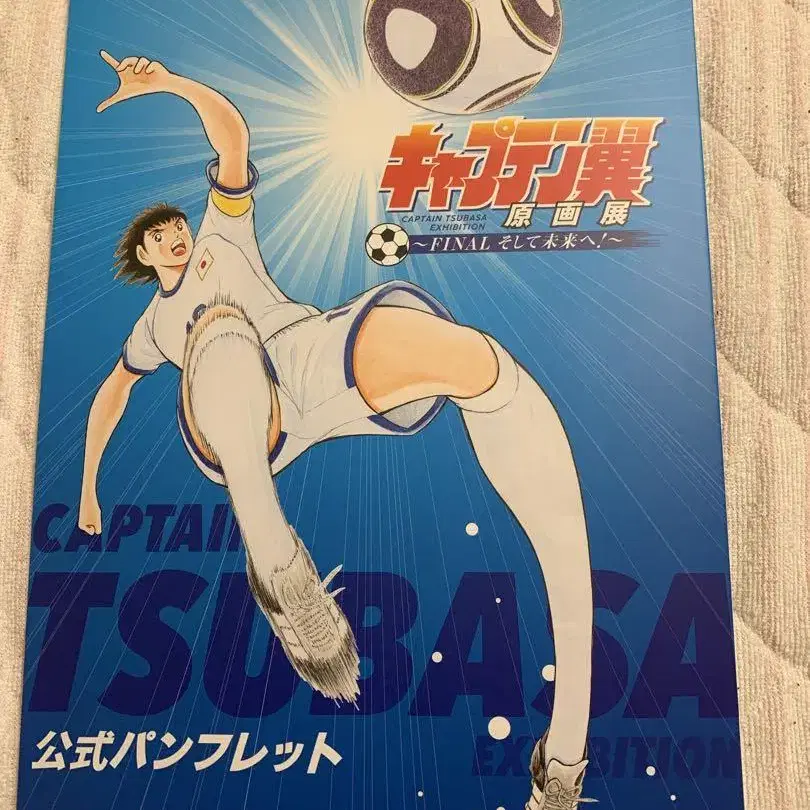 キャプテン翼
CAPTAIN TSUBASA
EXHIBITION
原画展
～FINAL そして未来へ!～
CAPTAIN
TSUBASA
EXHIBITION
公式パンフレット